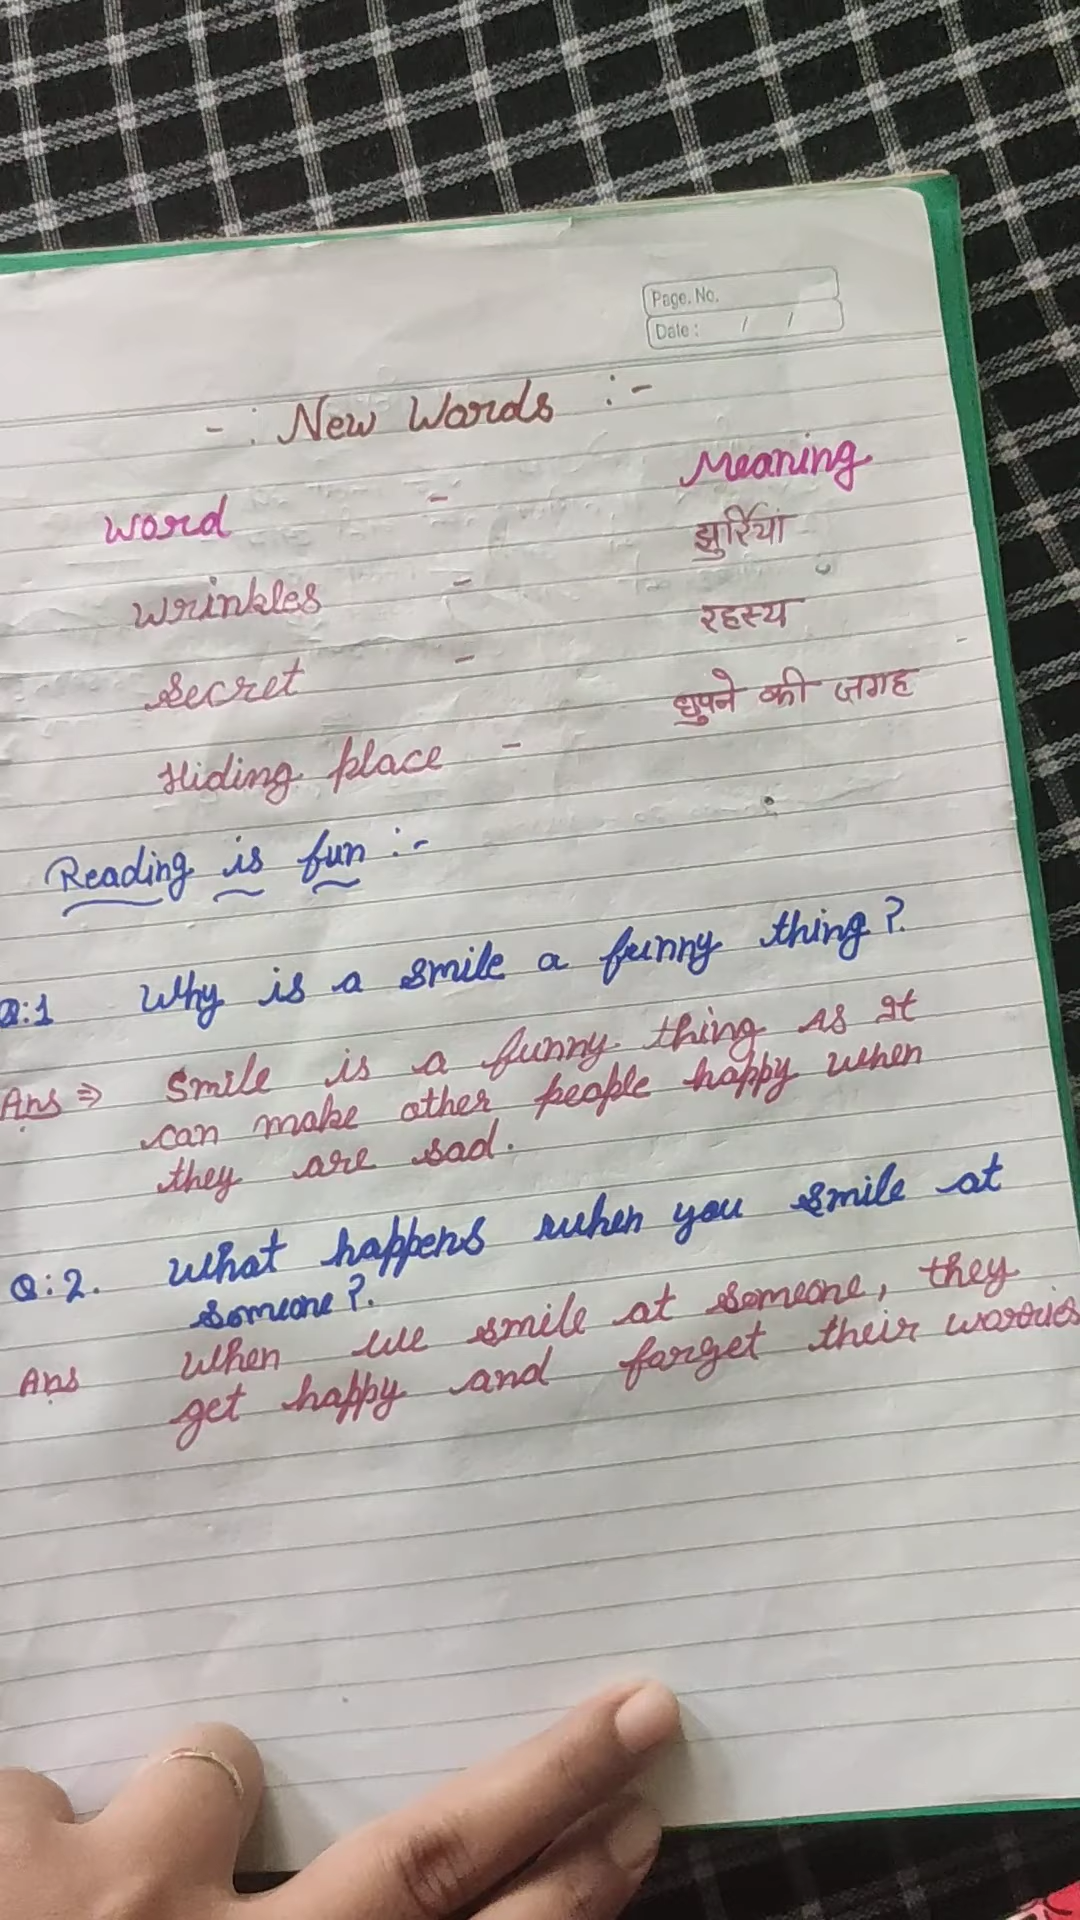 Page. No.
Date : / /
- : New Words :-
Word - Meaning
Wrinkles - झुर्रियां
Secret - रहस्य
Hiding place - छुपने की जगह
Reading is fun :-
Q:1 Why is a smile a funny thing?
Ans ⇒ Smile is a funny thing as it
can make other people happy when
they are sad.
Q:2. What happens when you smile at
someone?
Ans When we smile at someone, they
get happy and forget their worries